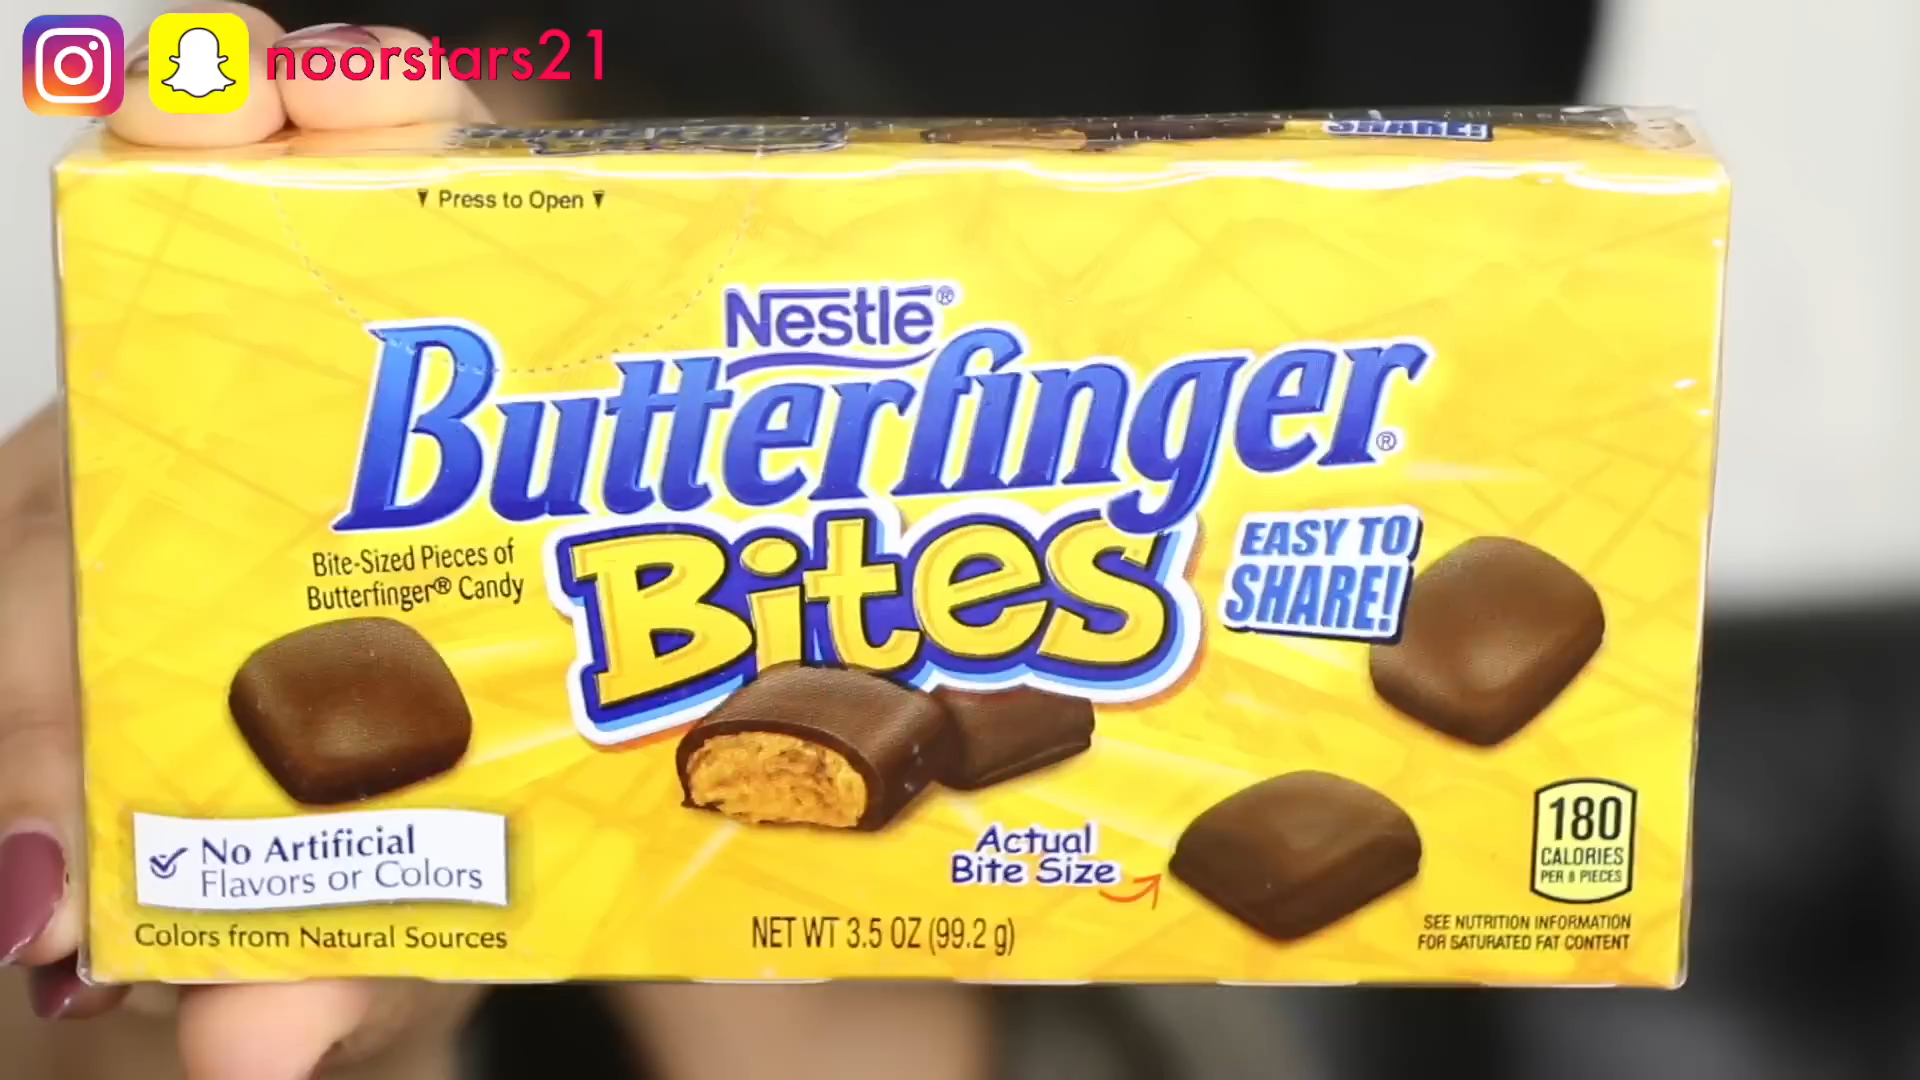 noorstars21
SHARE!
Press to Open
Nestlé®
Butterfinger®
Bites
Bite-Sized Pieces of
Butterfinger® Candy
EASY TO
SHARE!
No Artificial
Flavors or Colors
Colors from Natural Sources
Actual
Bite Size
NET WT 3.5 OZ (99.2 g)
180
CALORIES
PER 8 PIECES
SEE NUTRITION INFORMATION
FOR SATURATED FAT CONTENT